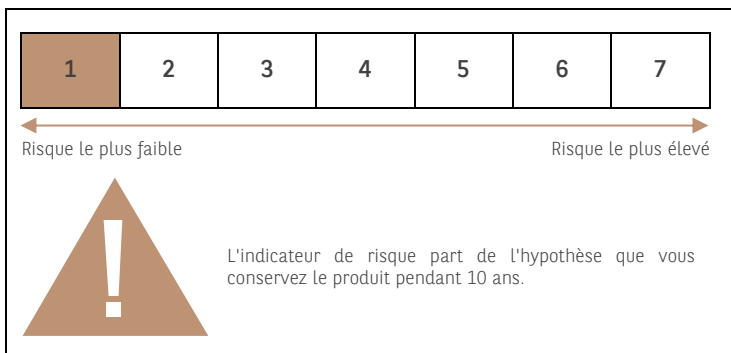 1 2 3 4 5 6 7
Risque le plus faible Risque le plus élevé
!
L'indicateur de risque part de l'hypothèse que vous
conservez le produit pendant 10 ans.